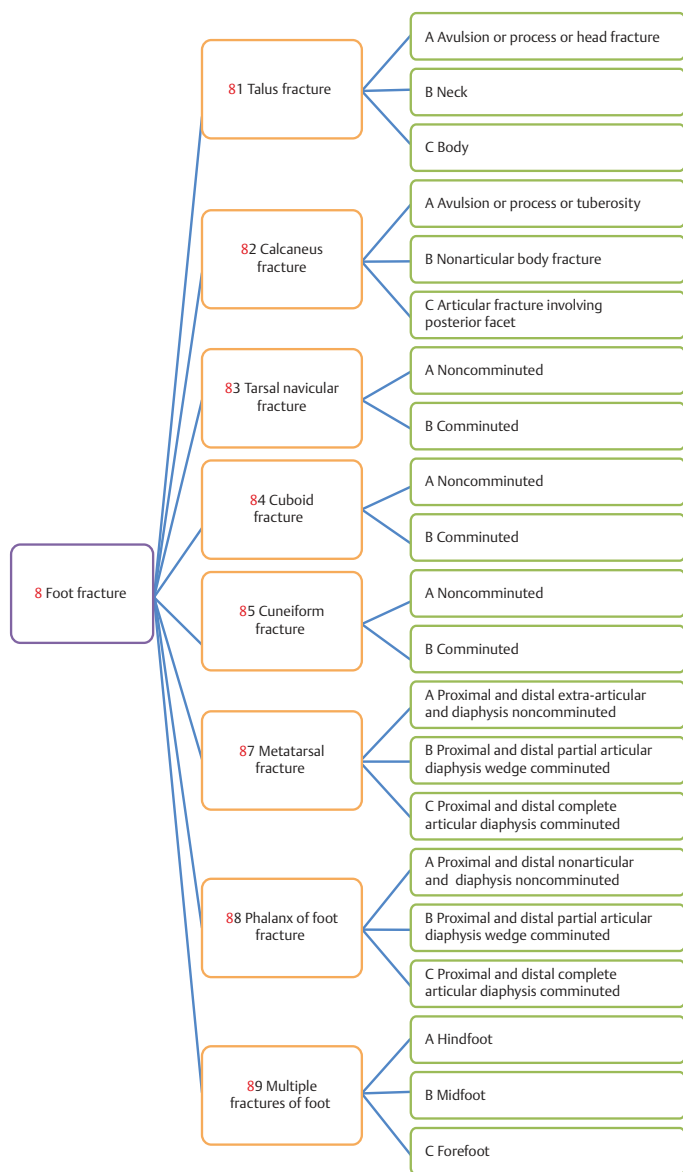 A Avulsion or process or head fracture
81 Talus fracture
B Neck
C Body
A Avulsion or process or tuberosity
82 Calcaneus
fracture
B Nonarticular body fracture
C Articular fracture involving
posterior facet
83 Tarsal navicular
fracture
A Noncomminuted
B Comminuted
84 Cuboid
fracture
A Noncomminuted
B Comminuted
8 Foot fracture
85 Cuneiform
fracture
A Noncomminuted
B Comminuted
87 Metatarsal
fracture
A Proximal and distal extra-articular
and diaphysis noncomminuted
B Proximal and distal partial articular
diaphysis wedge comminuted
C Proximal and distal complete
articular diaphysis comminuted
88 Phalanx of foot
fracture
A Proximal and distal nonarticular
and diaphysis noncomminuted
B Proximal and distal partial articular
diaphysis wedge comminuted
C Proximal and distal complete
articular diaphysis comminuted
89 Multiple
fractures of foot
A Hindfoot
B Midfoot
C Forefoot